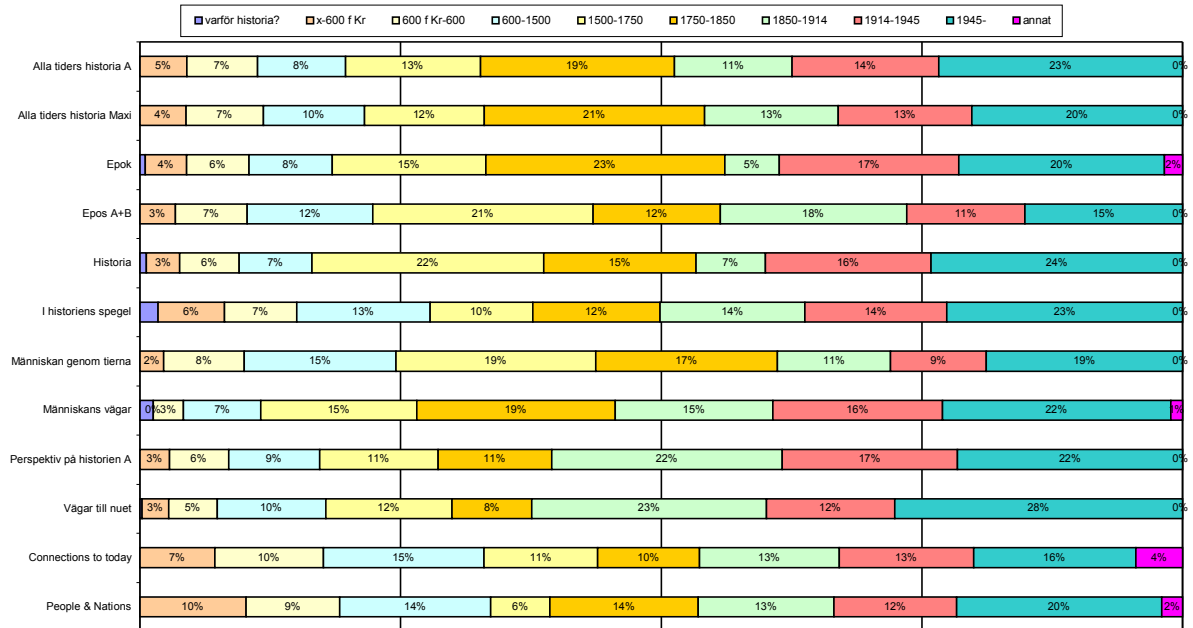 varför historia? x-600 f Kr 600 f Kr-600 600-1500 1500-1750 1750-1850 1850-1914 1914-1945 1945- annat
Alla tiders historia A 5% 7% 8% 13% 19% 11% 14% 23% 0%
Alla tiders historia Maxi 4% 7% 10% 12% 21% 13% 13% 20% 0%
Epok 4% 6% 8% 15% 23% 5% 17% 20% 2%
Epos A+B 3% 7% 12% 21% 12% 18% 11% 15% 0%
Historia 3% 6% 7% 22% 15% 7% 16% 24% 0%
I historiens spegel 6% 7% 13% 10% 12% 14% 14% 23% 0%
Människan genom tierna 2% 8% 15% 19% 17% 11% 9% 19% 0%
Människans vägar 0% 3% 7% 15% 19% 15% 16% 22% 1%
Perspektiv på historien A 3% 6% 9% 11% 11% 22% 17% 22% 0%
Vägar till nuet 3% 5% 10% 12% 8% 23% 12% 28% 0%
Connections to today 7% 10% 15% 11% 10% 13% 13% 16% 4%
People & Nations 10% 9% 14% 6% 14% 13% 12% 20% 2%